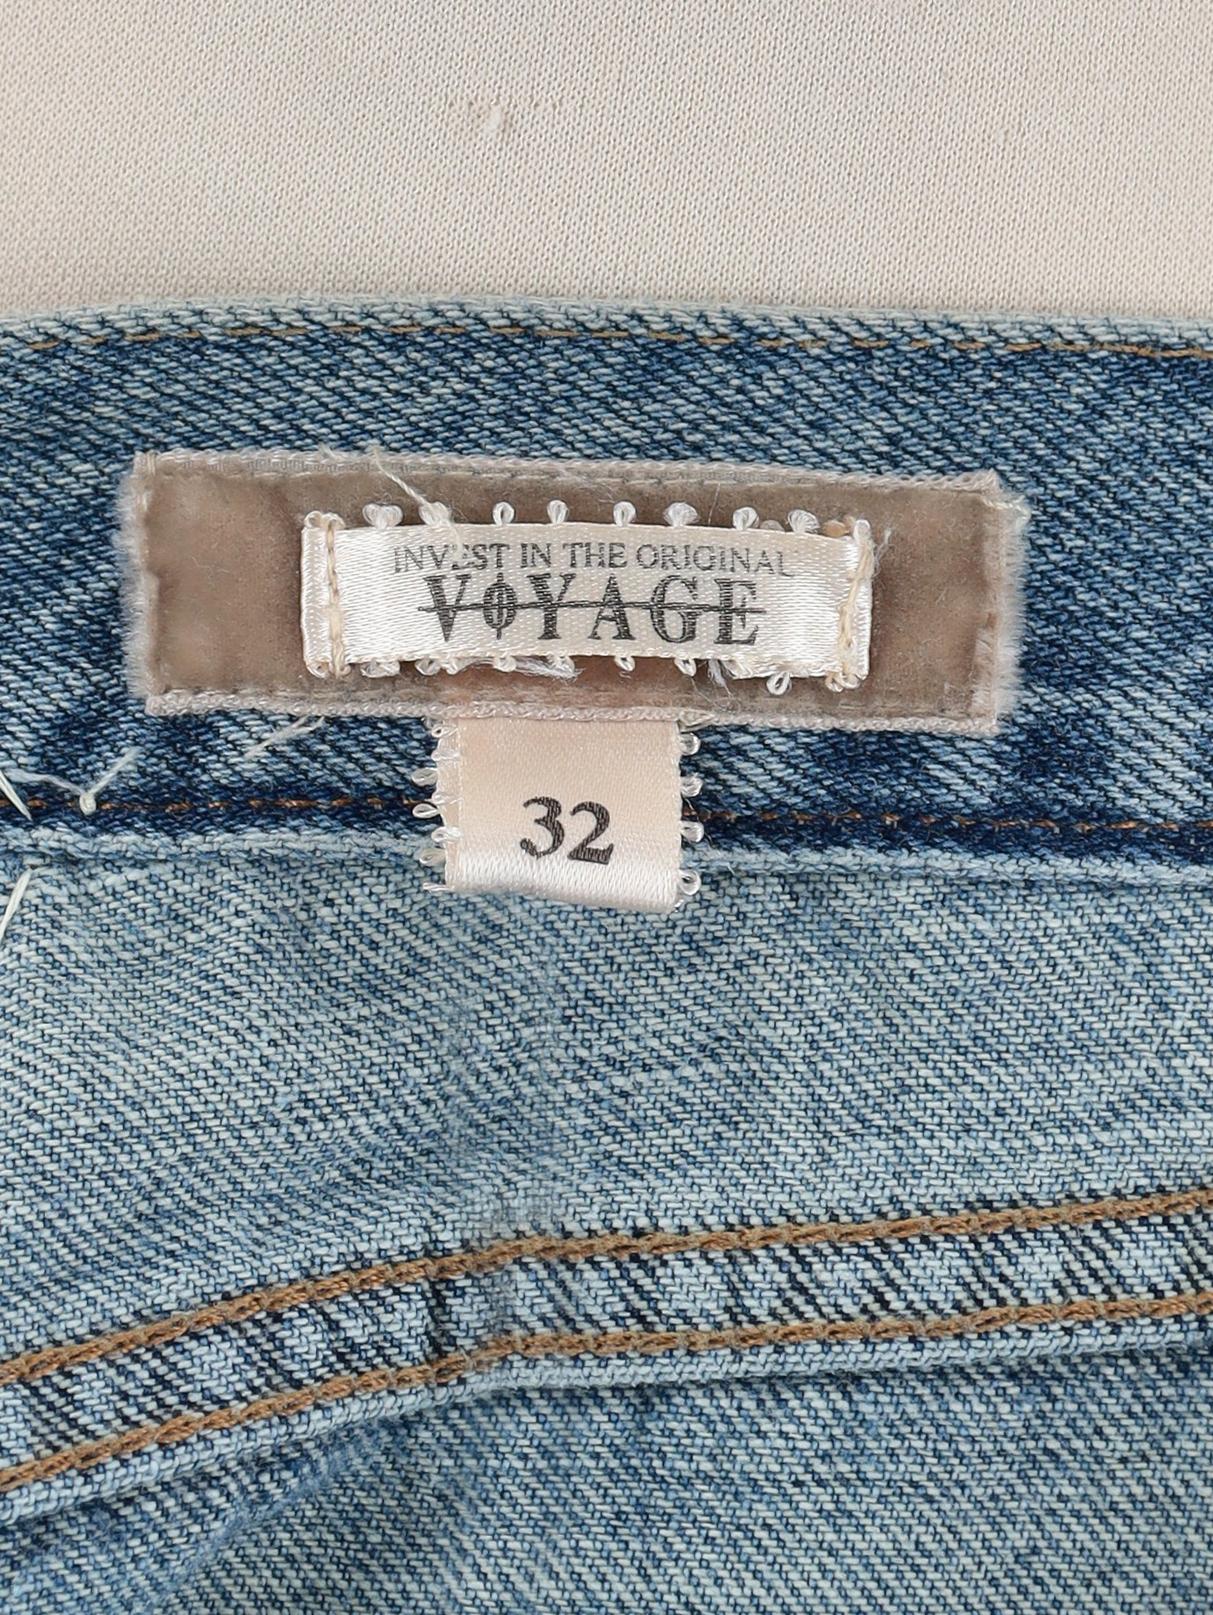 INVEST IN THE ORIGINAL
VOYAGE
32